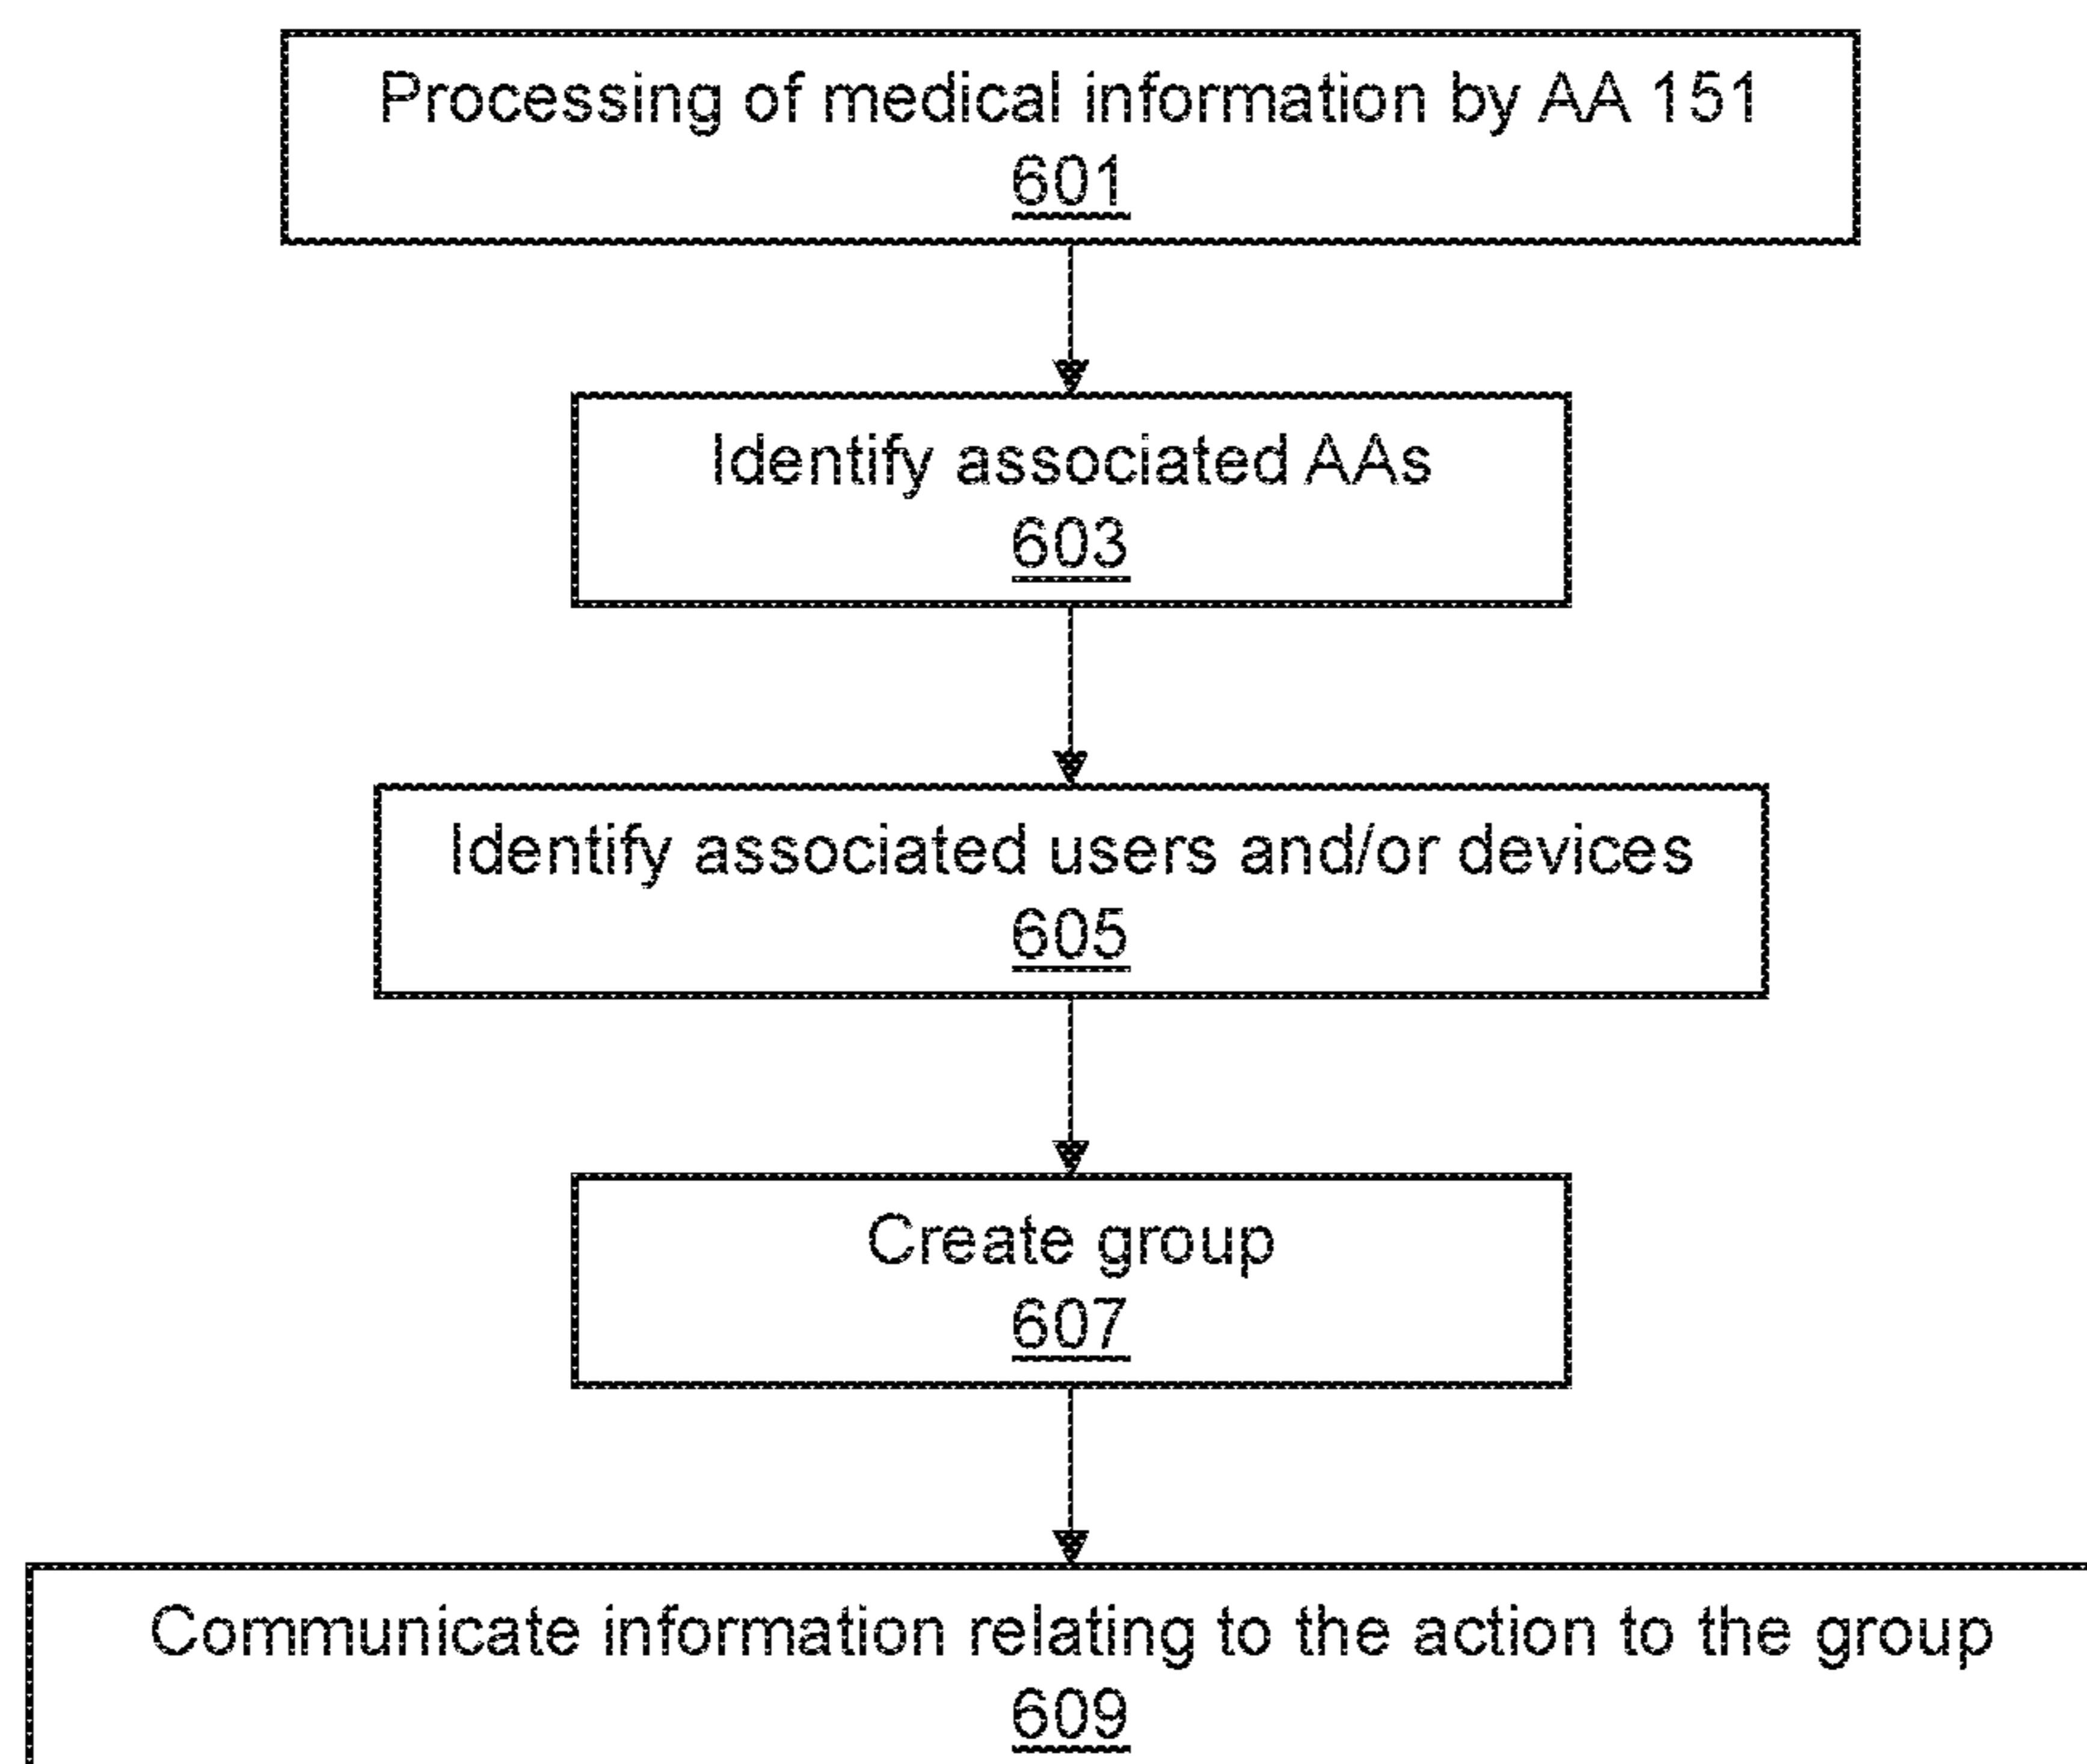 Processing of medical information by AA 151
601
Identify associated AAs
603
Identify associated users and/or devices
605
Create group
607
Communicate information relating to the action to the group
609